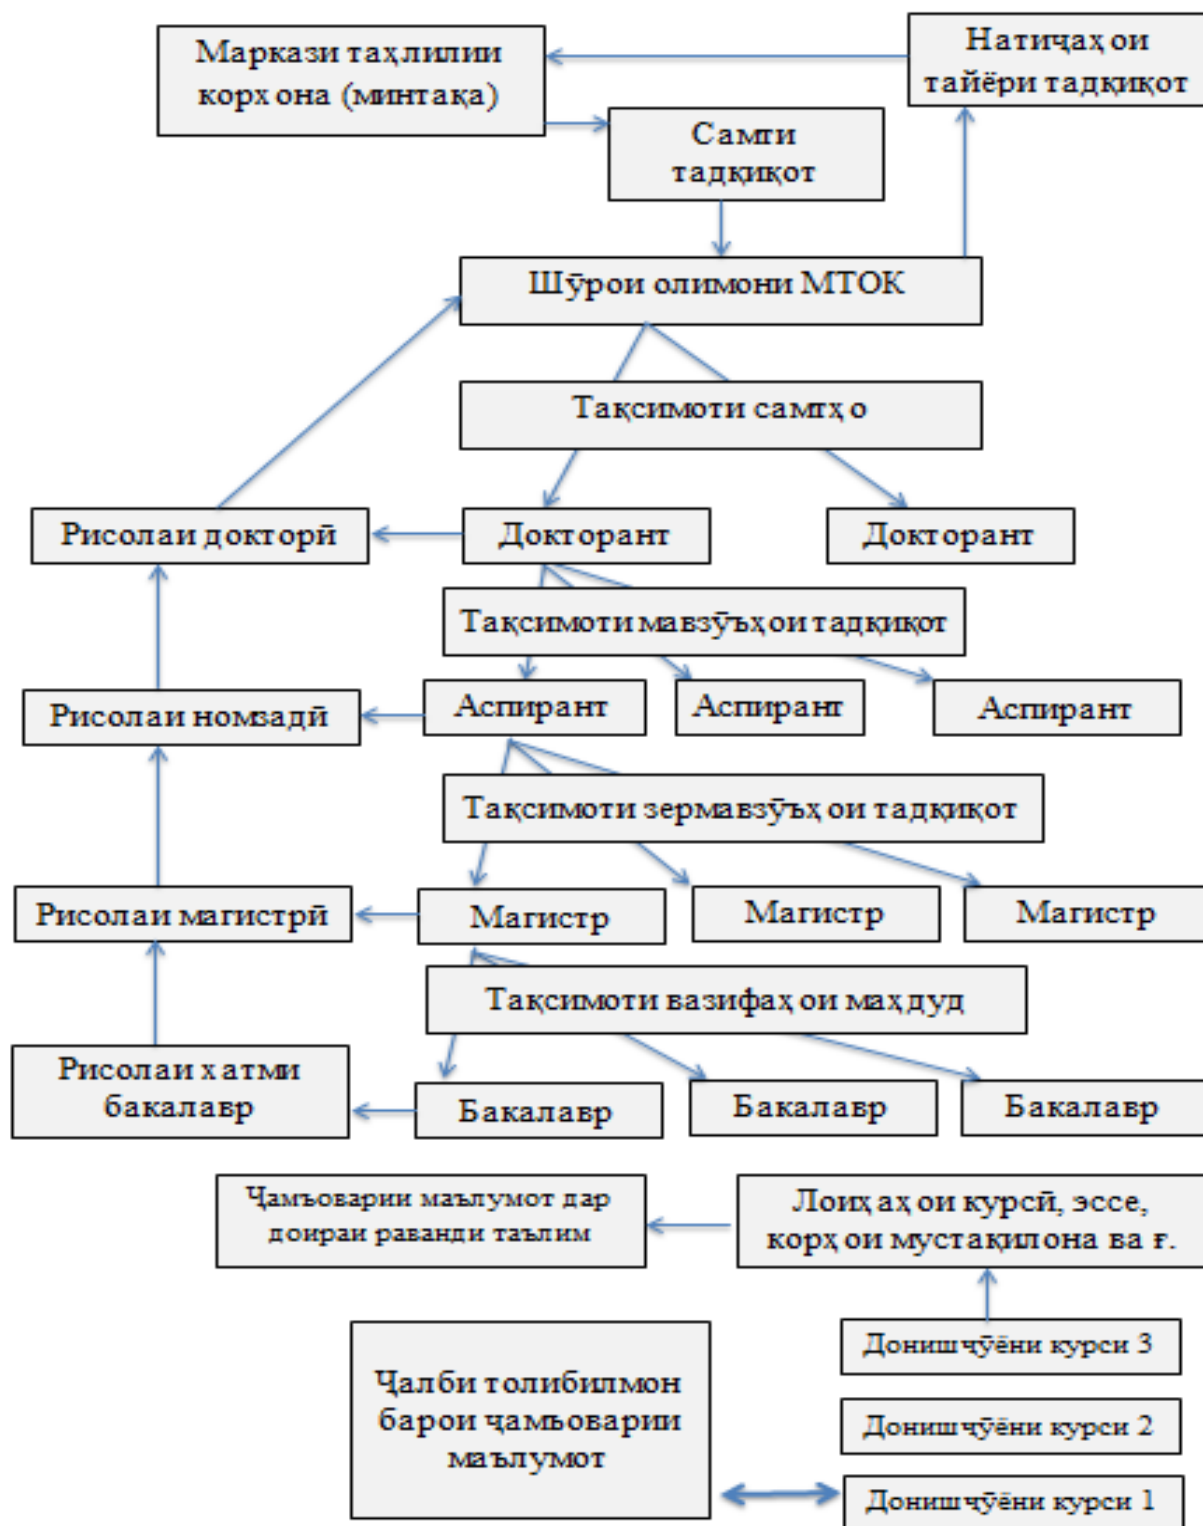 Маркази таҳлилии
корхона (минтақа)
Натиҷаҳои
тайёри тадқиқот
Самти
тадқиқот
Шӯрои олимони МТОК
Тақсимоти самтҳо
Рисолаи докторӣ
Докторант
Докторант
Тақсимоти мавзӯъҳои тадқиқот
Рисолаи номзадӣ
Аспирант
Аспирант
Аспирант
Тақсимоти зермавзӯъҳои тадқиқот
Рисолаи магистрӣ
Магистр
Магистр
Магистр
Тақсимоти вазифаҳои маҳдуд
Рисолаи хатми
бакалавр
Бакалавр
Бакалавр
Бакалавр
Ҷамъоварии маълумот дар
доираи раванди таълим
Лоиҳаҳои курсӣ, эссе,
корҳои мустақилона ва ғ.
Ҷалби толибилмон
барои ҷамъоварии
маълумот
Донишҷӯёни курси 3
Донишҷӯёни курси 2
Донишҷӯёни курси 1